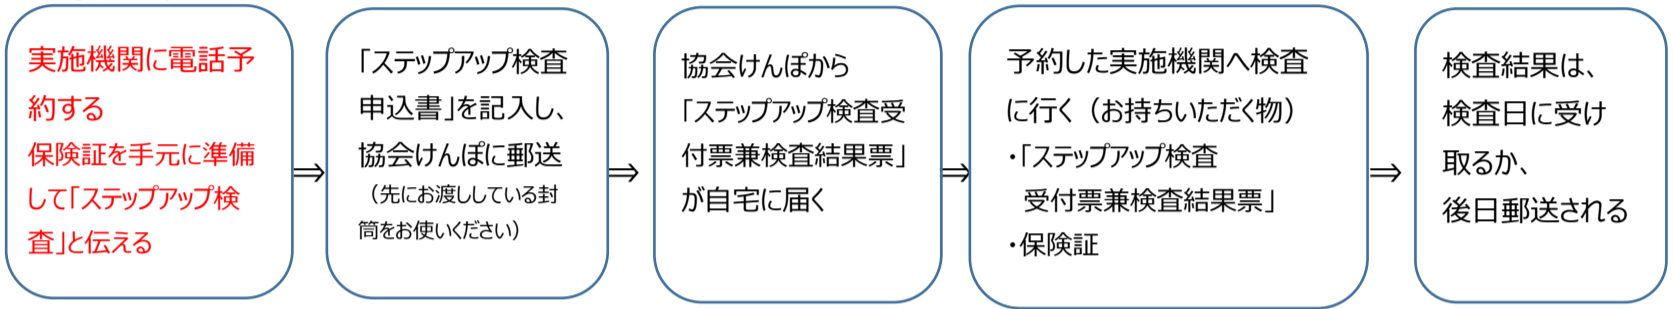 実施機関に電話予
約する
保険証を手元に準備
して「ステップアップ検
査」と伝える
⇒
「ステップアップ検査
申込書」を記入し、
協会けんぽに郵送
（先にお渡ししている封
筒をお使いください）
⇒
協会けんぽから
「ステップアップ検査受
付票兼検査結果票」
が自宅に届く
⇒
予約した実施機関へ検査
に行く（お持ちいただく物）
・「ステップアップ検査
受付票兼検査結果票」
・保険証
⇒
検査結果は、
検査日に受け
取るか、
後日郵送される